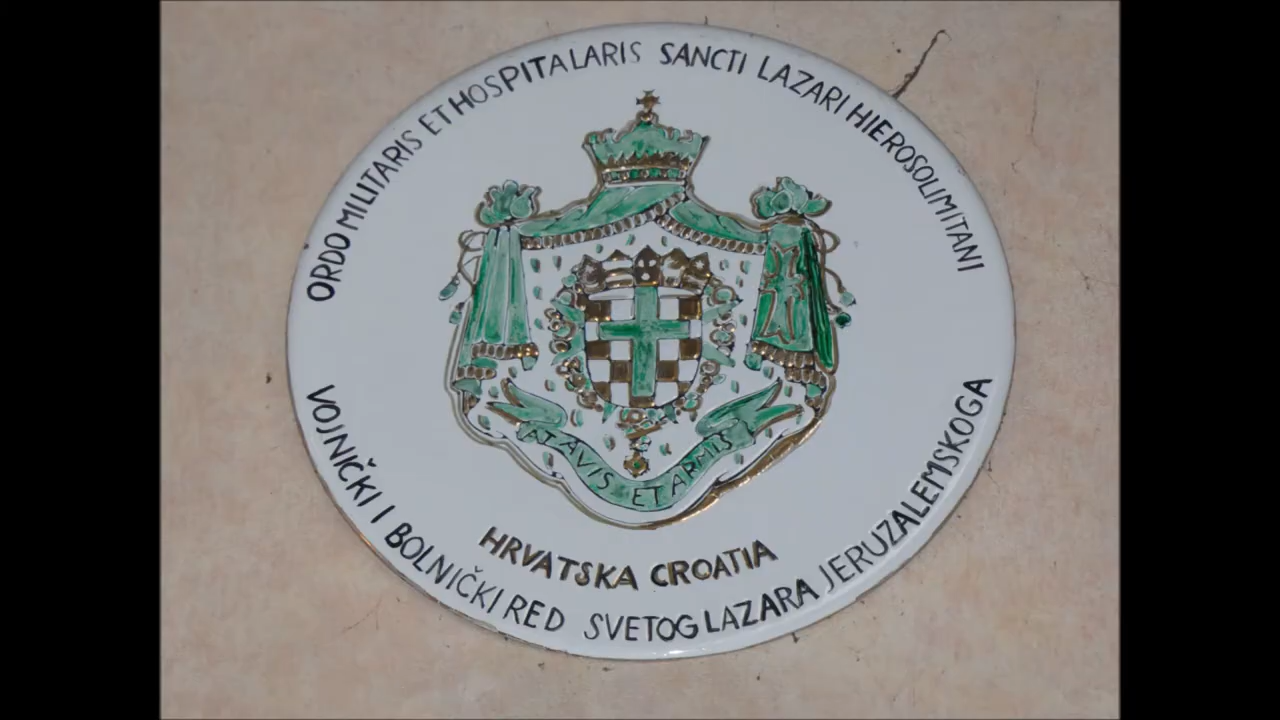 ORDO MILITARIS ET HOSPITALARIS SANCTI LAZARI HIEROSOLIMITANI
ATAVIS ET ARMIS
HRVATSKA CROATIA
VOJNIČKI I BOLNIČKI RED SVETOG LAZARA JERUZALEMSKOGA